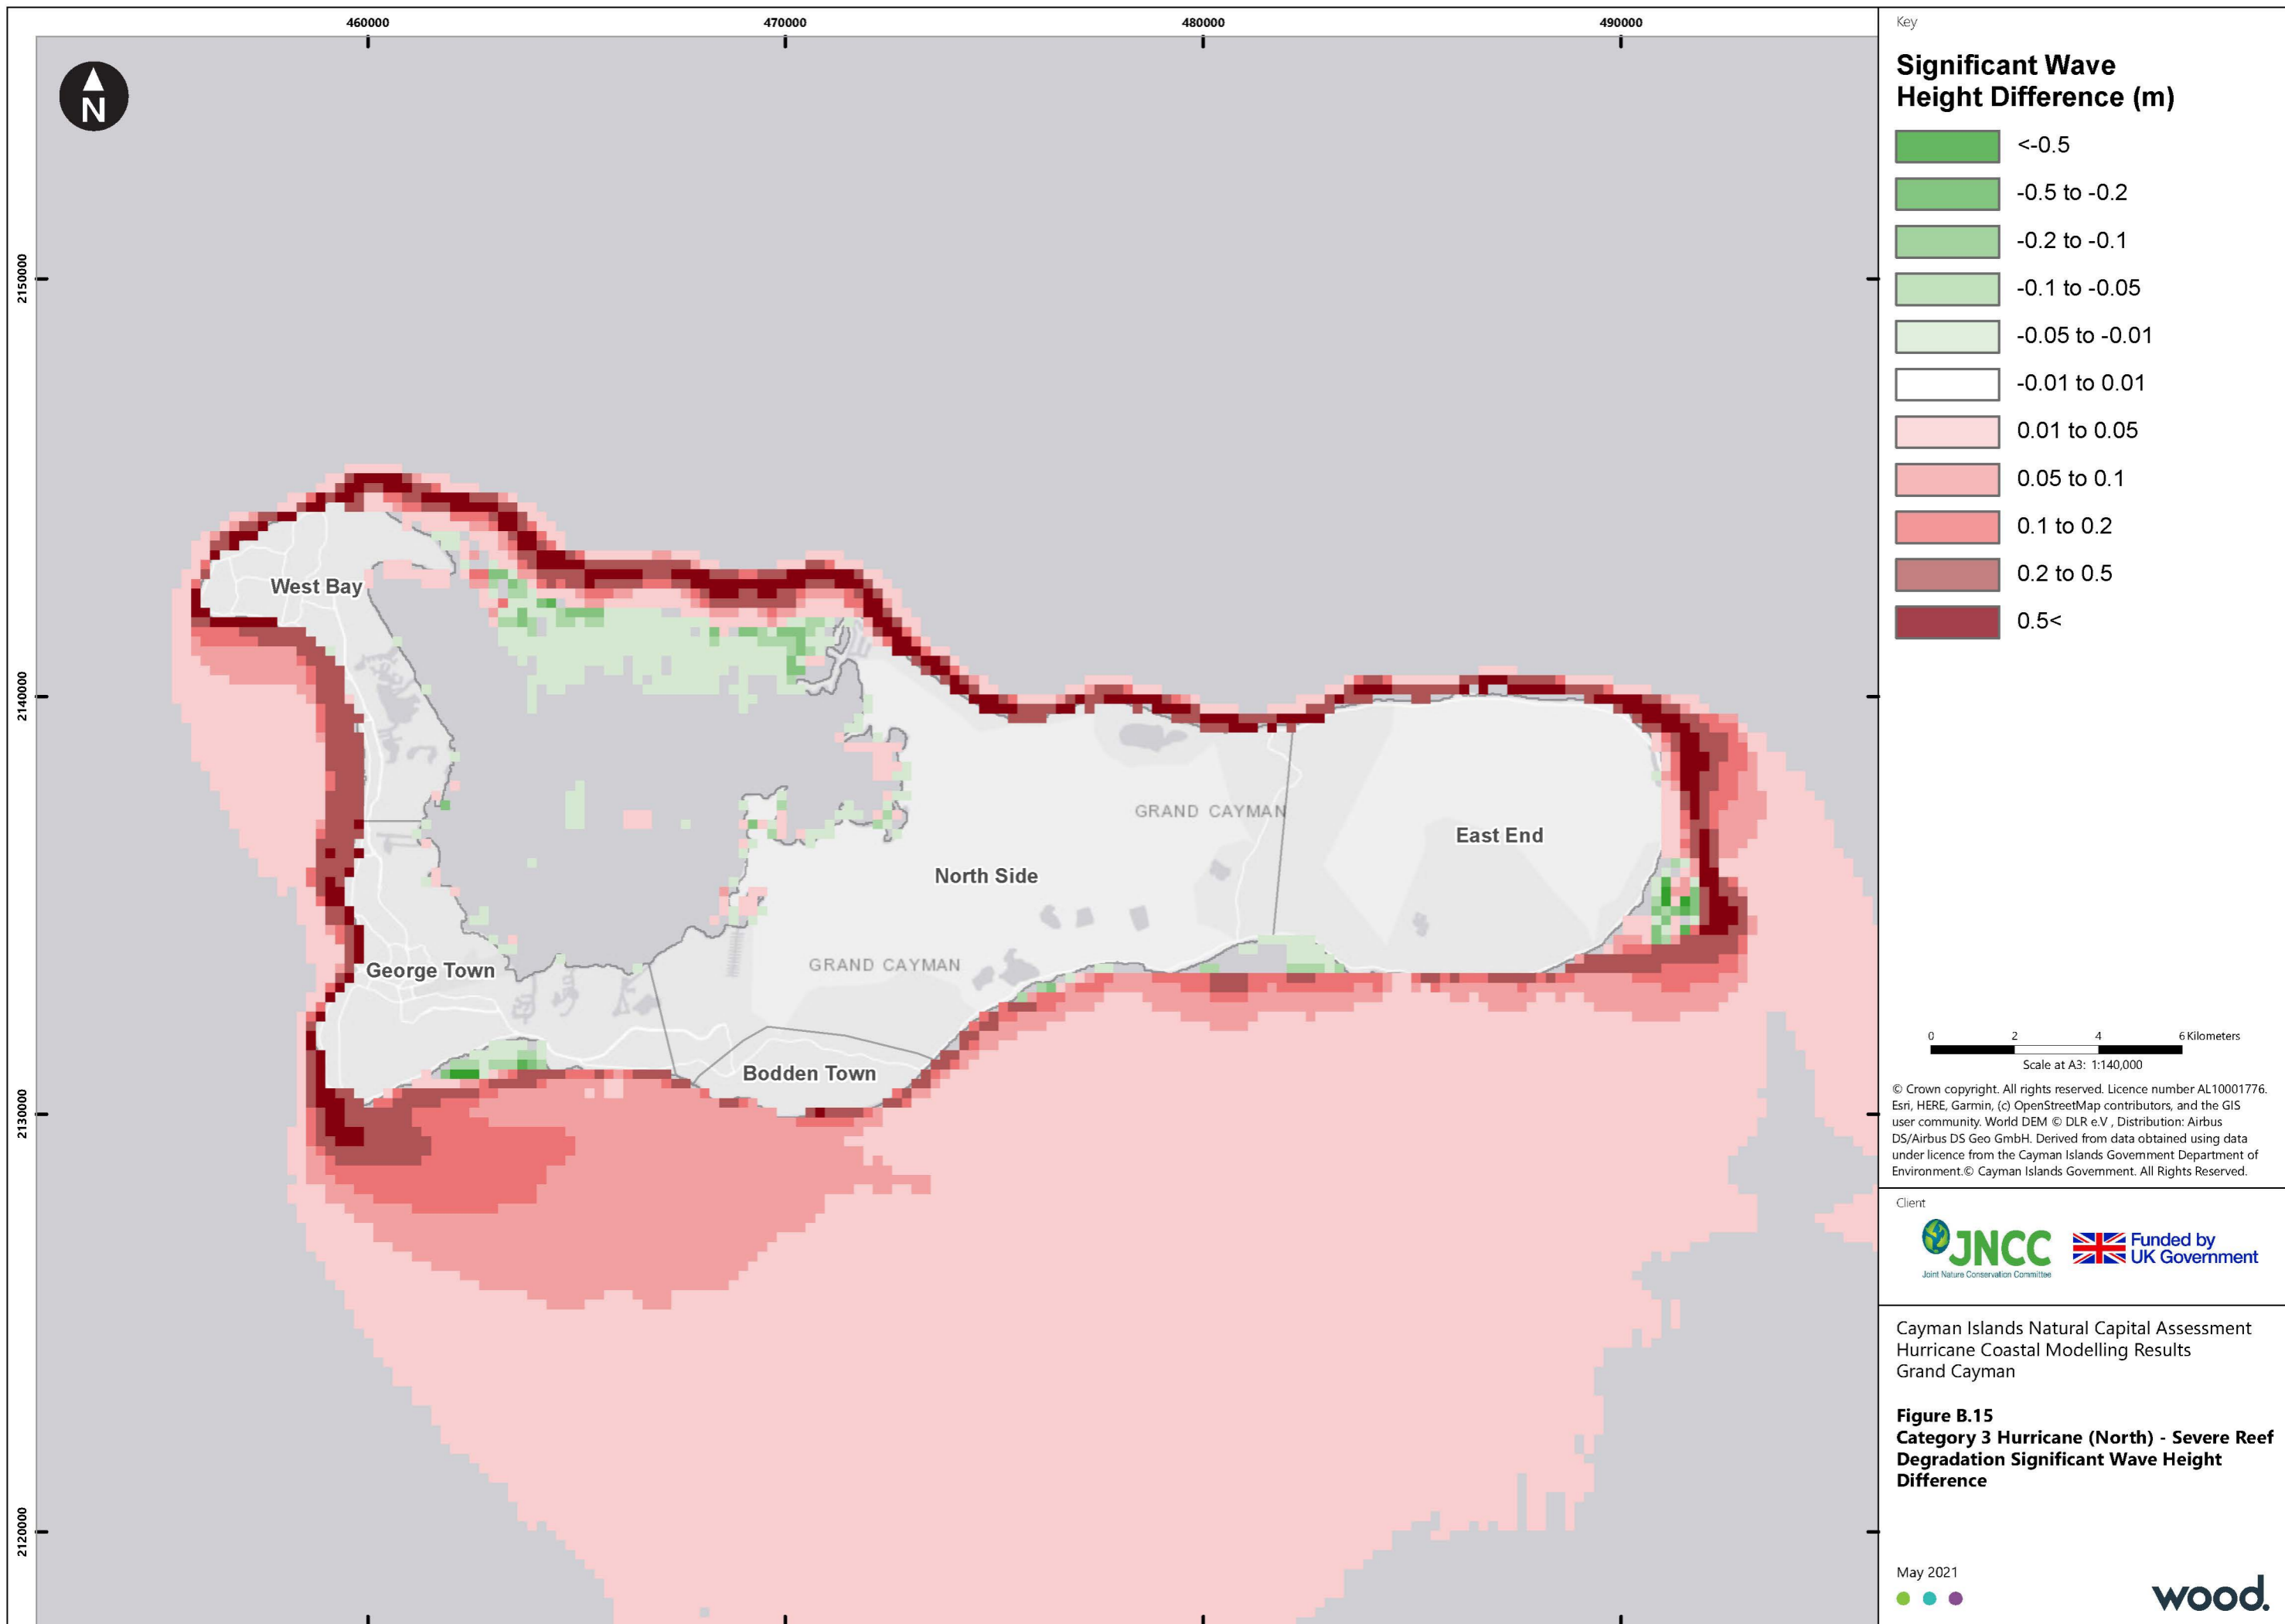 460000
470000
480000
490000
2150000
2140000
2130000
2120000
N
West Bay
GRAND CAYMAN
East End
North Side
GRAND CAYMAN
George Town
Bodden Town
Key
Significant Wave
Height Difference (m)
<-0.5
-0.5 to -0.2
-0.2 to -0.1
-0.1 to -0.05
-0.05 to -0.01
-0.01 to 0.01
0.01 to 0.05
0.05 to 0.1
0.1 to 0.2
0.2 to 0.5
0.5<
0 2 4 6 Kilometers
Scale at A3: 1:140,000
© Crown copyright. All rights reserved. Licence number AL10001776.
Esri, HERE, Garmin, (c) OpenStreetMap contributors, and the GIS
user community. World DEM © DLR e.V , Distribution: Airbus
DS/Airbus DS Geo GmbH. Derived from data obtained using data
under licence from the Cayman Islands Government Department of
Environment.© Cayman Islands Government. All Rights Reserved.
Client
JNCC
Joint Nature Conservation Committee
Funded by
UK Government
Cayman Islands Natural Capital Assessment
Hurricane Coastal Modelling Results
Grand Cayman
Figure B.15
Category 3 Hurricane (North) - Severe Reef
Degradation Significant Wave Height
Difference
May 2021
wood.